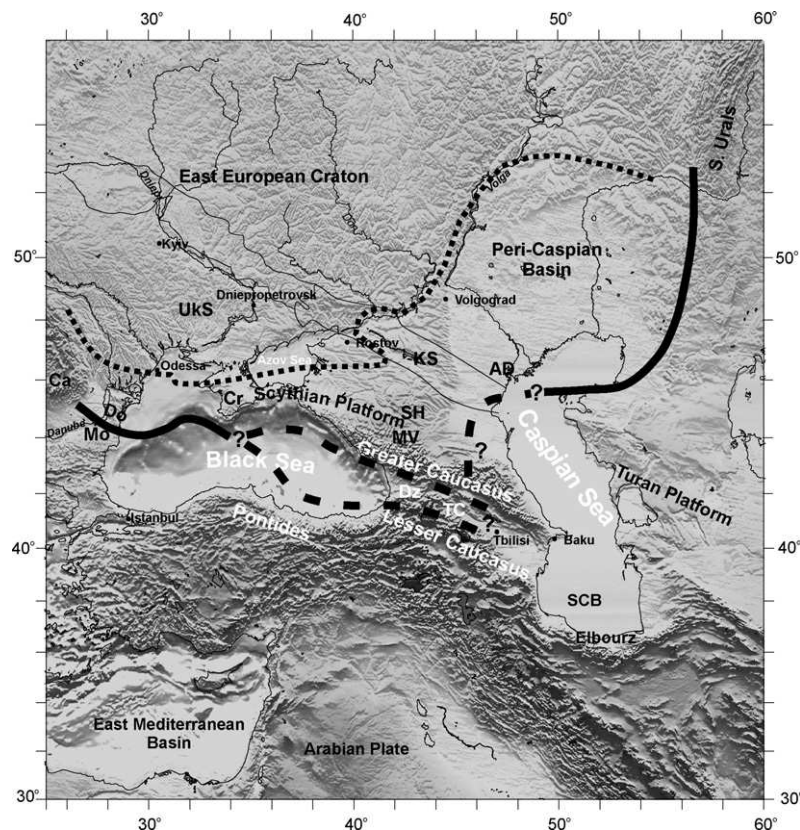 30° 40° 50° 60°
S. Urals
East European Craton
Dniepr
Don
Volga
Kyiv
50° 50°
Peri-Caspian
Basin
Dniepropetrovsk
UkS
Volgograd
Odessa
Azov Sea
Rostov
KS
AD
Ca
Cr
Scythian Platform
Do
SH
Danube
Mo
MV
?
?
?
Black Sea
Greater Caucasus
Caspian Sea
Turan Platform
Dz
TC
?
Istanbul
Pontides
Lesser Caucasus
Tbilisi
Baku
40° 40°
SCB
Elbourz
East Mediterranean
Basin
Arabian Plate
30° 30°
30° 40° 50° 60°